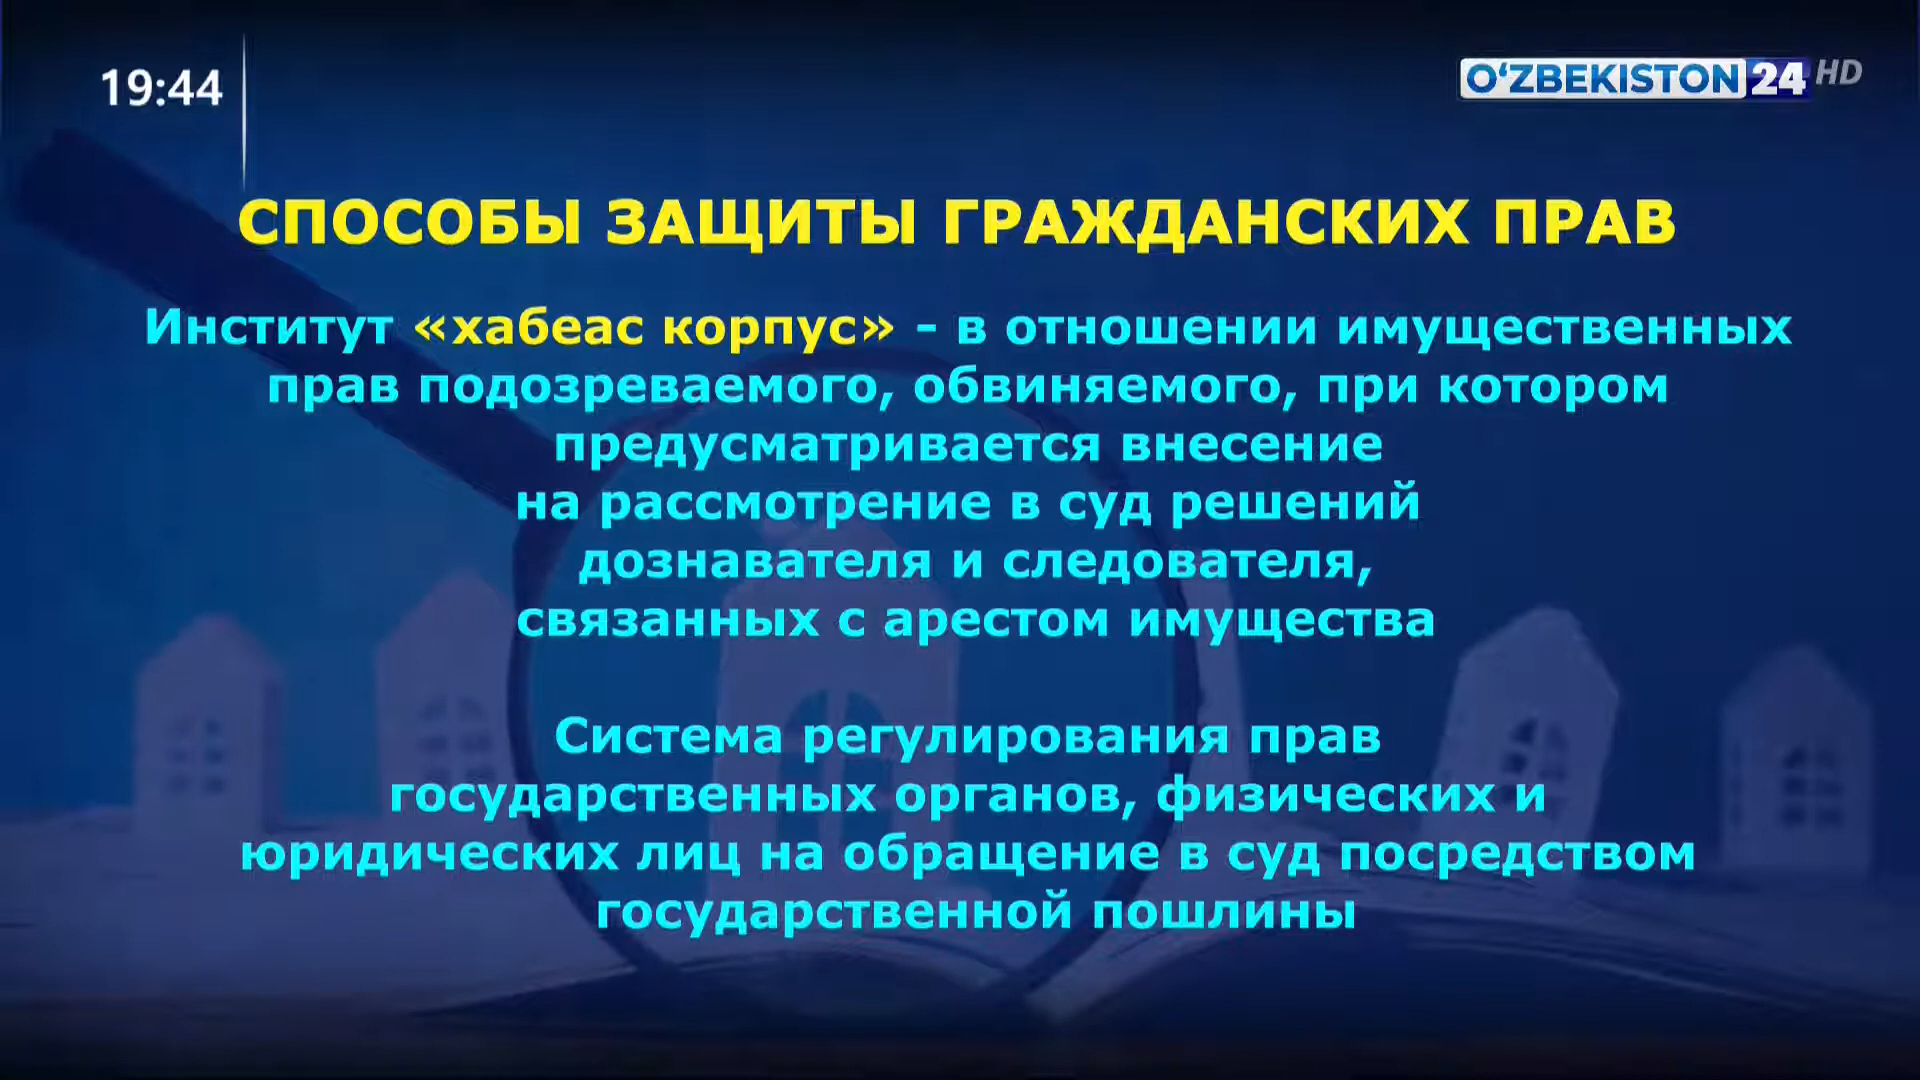 19:44
O‘ZBEKISTON 24 HD
СПОСОБЫ ЗАЩИТЫ ГРАЖДАНСКИХ ПРАВ
Институт «хабеас корпус» - в отношении имущественных
прав подозреваемого, обвиняемого, при котором
предусматривается внесение
на рассмотрение в суд решений
дознавателя и следователя,
связанных с арестом имущества
Система регулирования прав
государственных органов, физических и
юридических лиц на обращение в суд посредством
государственной пошлины